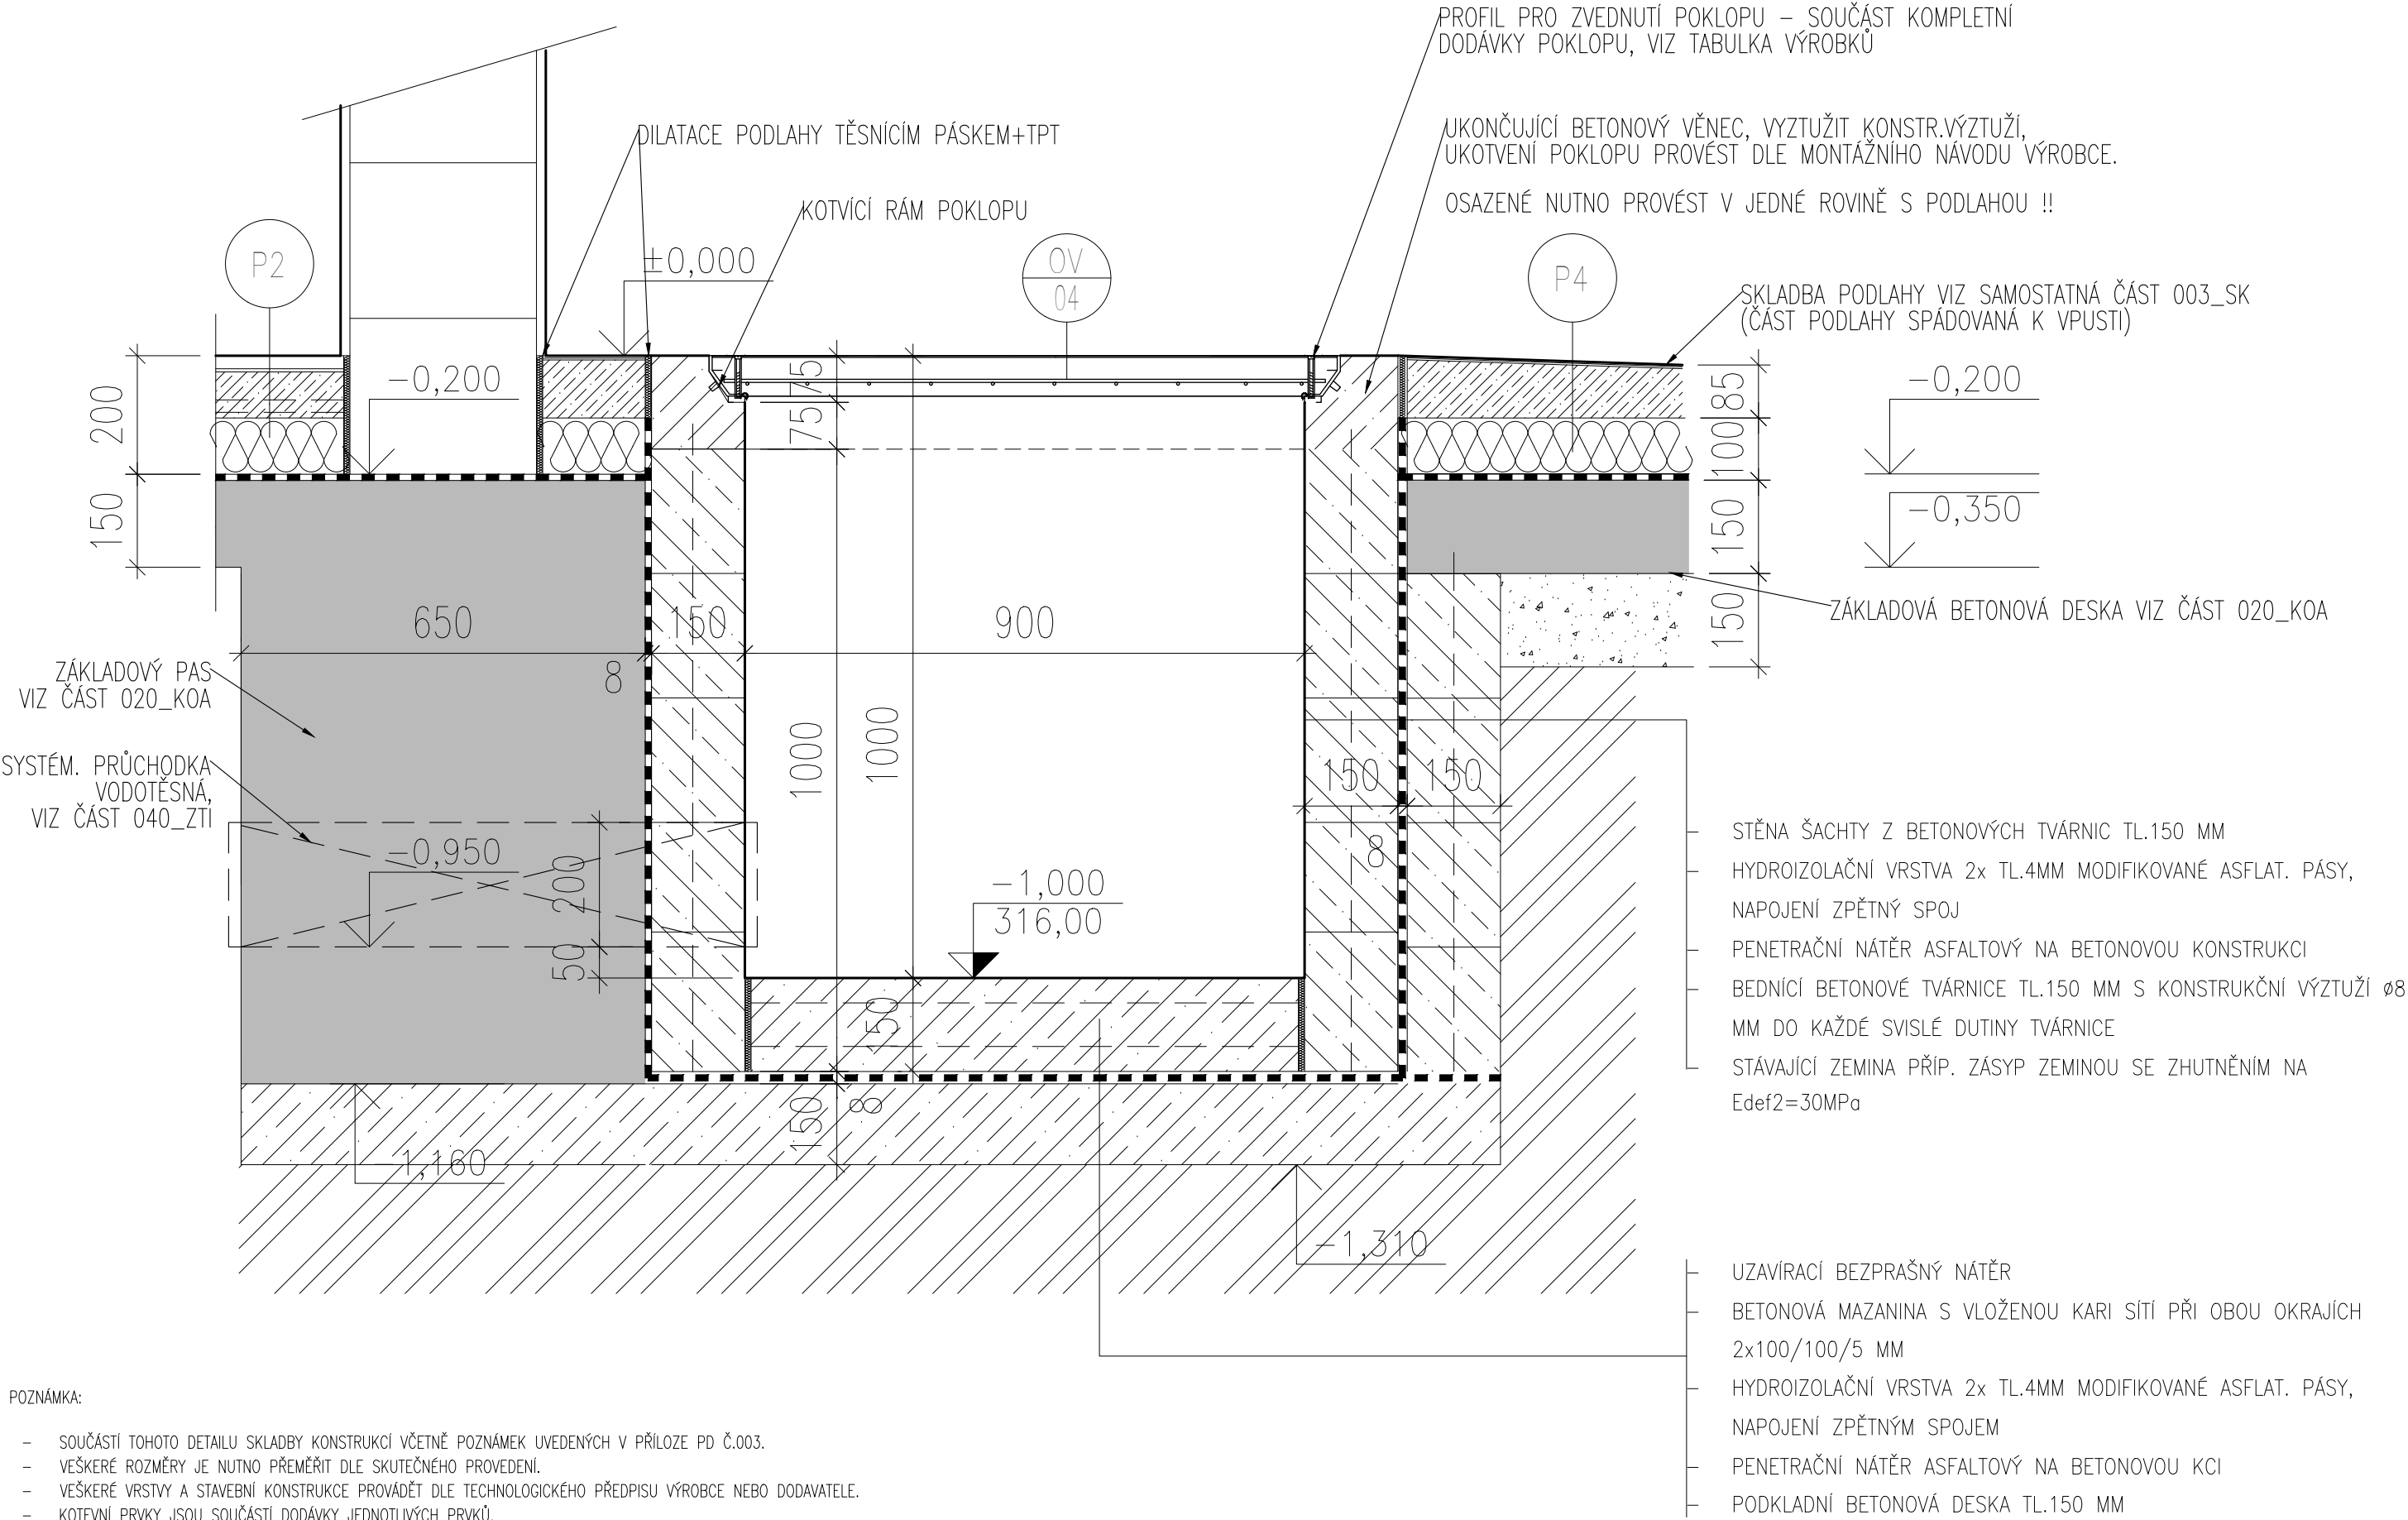 PROFIL PRO ZVEDNUTÍ POKLOPU – SOUČÁST KOMPLETNÍ
DODÁVKY POKLOPU, VIZ TABULKA VÝROBKŮ
DILATACE PODLAHY TĚSNÍCÍM PÁSKEM+TPT
UKONČUJÍCÍ BETONOVÝ VĚNEC, VYZTUŽIT KONSTR.VÝZTUŽÍ,
UKOTVENÍ POKLOPU PROVÉST DLE MONTÁŽNÍHO NÁVODU VÝROBCE.
OSAZENÉ NUTNO PROVÉST V JEDNÉ ROVINĚ S PODLAHOU !!
KOTVÍCÍ RÁM POKLOPU
P2
±0,000
OV
04
P4
SKLADBA PODLAHY VIZ SAMOSTATNÁ ČÁST 003_SK
(ČÁST PODLAHY SPÁDOVANÁ K VPUSTI)
200
-0,200
75
75
85
100
-0,200
150
150
-0,350
150
ZÁKLADOVÁ BETONOVÁ DESKA VIZ ČÁST 020_KOA
650
150
900
8
ZÁKLADOVÝ PAS
VIZ ČÁST 020_KOA
1000
1000
150
150
8
SYSTÉM. PRŮCHODKA
VODOTĚSNÁ,
VIZ ČÁST 040_ZTI
-0,950
200
50
-1,000
316,00
150
150
8
-1,160
-1,310
STĚNA ŠACHTY Z BETONOVÝCH TVÁRNIC TL.150 MM
HYDROIZOLAČNÍ VRSTVA 2x TL.4MM MODIFIKOVANÉ ASFLAT. PÁSY,
NAPOJENÍ ZPĚTNÝ SPOJ
PENETRAČNÍ NÁTĚR ASFALTOVÝ NA BETONOVOU KONSTRUKCI
BEDNÍCÍ BETONOVÉ TVÁRNICE TL.150 MM S KONSTRUKČNÍ VÝZTUŽÍ ø8
MM DO KAŽDÉ SVISLÉ DUTINY TVÁRNICE
STÁVAJÍCÍ ZEMINA PŘÍP. ZÁSYP ZEMINOU SE ZHUTNĚNÍM NA
Edef2=30MPa
UZAVÍRACÍ BEZPRAŠNÝ NÁTĚR
BETONOVÁ MAZANINA S VLOŽENOU KARI SÍTÍ PŘI OBOU OKRAJÍCH
2x100/100/5 MM
HYDROIZOLAČNÍ VRSTVA 2x TL.4MM MODIFIKOVANÉ ASFLAT. PÁSY,
NAPOJENÍ ZPĚTNÝM SPOJEM
PENETRAČNÍ NÁTĚR ASFALTOVÝ NA BETONOVOU KCI
PODKLADNÍ BETONOVÁ DESKA TL.150 MM
POZNÁMKA:
– SOUČÁSTÍ TOHOTO DETAILU SKLADBY KONSTRUKCÍ VČETNĚ POZNÁMEK UVEDENÝCH V PŘÍLOZE PD Č.003.
– VEŠKERÉ ROZMĚRY JE NUTNO PŘEMĚŘIT DLE SKUTEČNÉHO PROVEDENÍ.
– VEŠKERÉ VRSTVY A STAVEBNÍ KONSTRUKCE PROVÁDĚT DLE TECHNOLOGICKÉHO PŘEDPISU VÝROBCE NEBO DODAVATELE.
– KOTEVNÍ PRVKY JSOU SOUČÁSTÍ DODÁVKY JEDNOTLIVÝCH PRVKŮ.